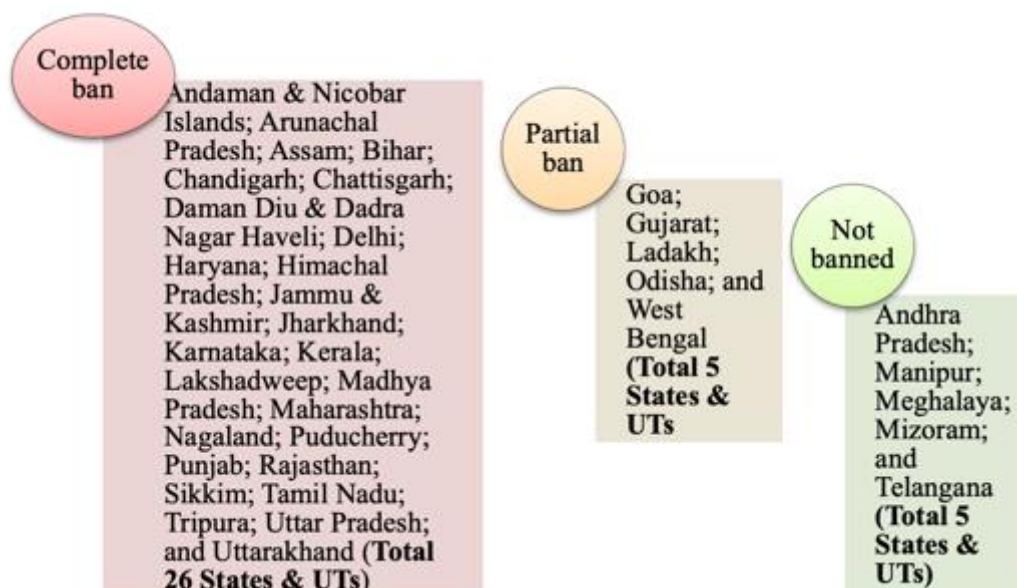 Complete
ban
Andaman & Nicobar
Islands; Arunachal
Pradesh; Assam; Bihar;
Chandigarh; Chattisgarh;
Daman Diu & Dadra
Nagar Haveli; Delhi;
Haryana; Himachal
Pradesh; Jammu &
Kashmir; Jharkhand;
Karnataka; Kerala;
Lakshadweep; Madhya
Pradesh; Maharashtra;
Nagaland; Puducherry;
Punjab; Rajasthan;
Sikkim; Tamil Nadu;
Tripura; Uttar Pradesh;
and Uttarakhand (Total
26 States & UTs)
Partial
ban
Goa;
Gujarat;
Ladakh;
Odisha; and
West
Bengal
(Total 5
States &
UTs
Not
banned
Andhra
Pradesh;
Manipur;
Meghalaya;
Mizoram;
and
Telangana
(Total 5
States &
UTs)